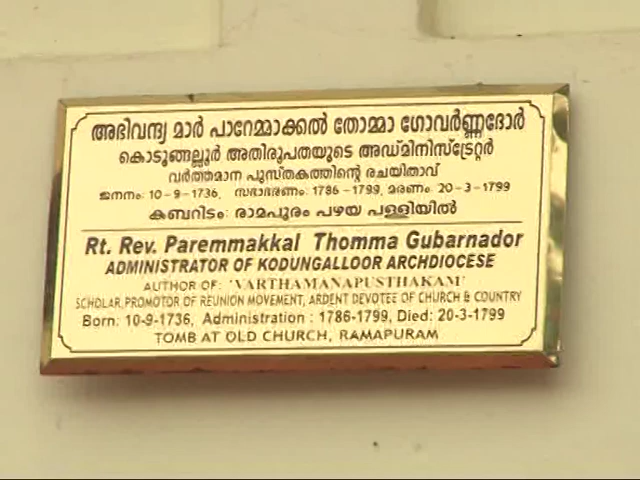 അഭിവന്ദ്യ മാർ പാറേമ്മാക്കൽ തോമ്മാ ഗോവർണ്ണദോർ
കൊടുങ്ങല്ലൂർ അതിരൂപതയുടെ അഡ്മിനിസ്ട്രേറ്റർ
വർത്തമാന പുസ്തകത്തിന്റെ രചയിതാവ്
ജനനം: 10-9-1736, സഭാഭരണം: 1786-1799, മരണം: 20-3-1799
കബറിടം: രാമപുരം പഴയ പള്ളിയിൽ
Rt. Rev. Paremmakkal Thomma Gubarnador
ADMINISTRATOR OF KODUNGALLOOR ARCHDIOCESE
AUTHOR OF: 'VARTHAMANAPUSTHAKAM'
SCHOLAR, PROMOTOR OF REUNION MOVEMENT, ARDENT DEVOTEE OF CHURCH & COUNTRY
Born: 10-9-1736, Administration : 1786-1799, Died: 20-3-1799
TOMB AT OLD CHURCH, RAMAPURAM